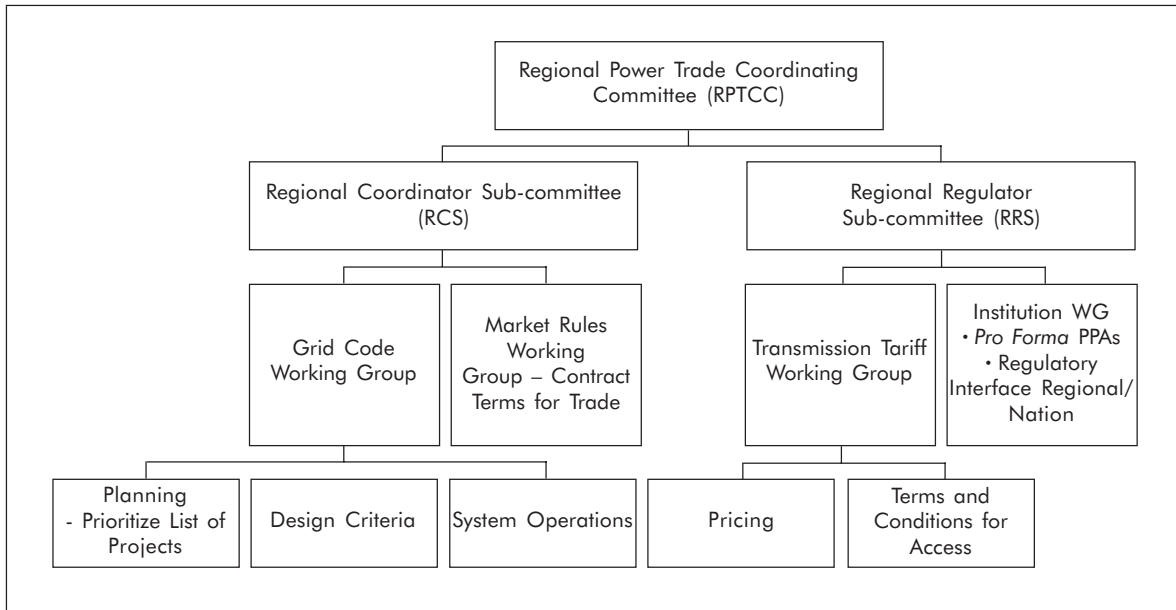 Regional Power Trade Coordinating
Committee (RPTCC)
Regional Coordinator Sub-committee
(RCS)
Regional Regulator
Sub-committee (RRS)
Grid Code
Working Group
Market Rules
Working
Group – Contract
Terms for Trade
Transmission Tariff
Working Group
Institution WG
• Pro Forma PPAs
• Regulatory
Interface Regional/
Nation
Planning
- Prioritize List of
Projects
Design Criteria
System Operations
Pricing
Terms and
Conditions for
Access